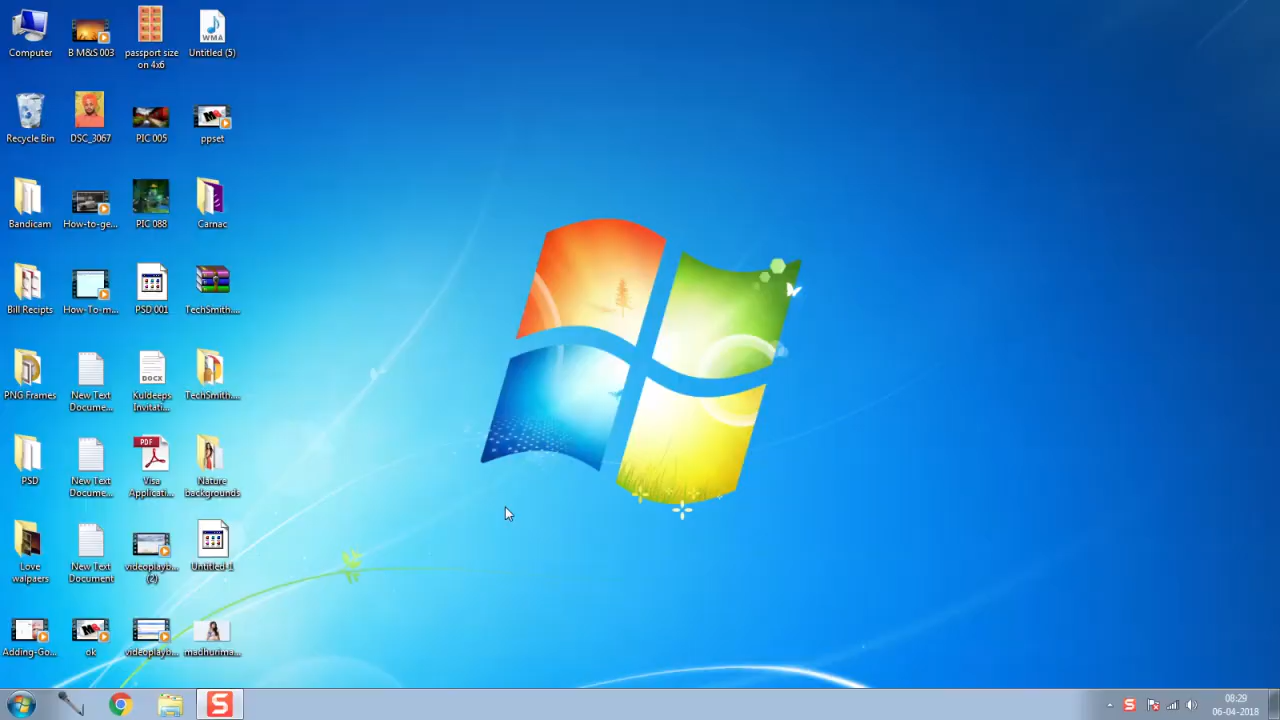 Computer
B M&S 003
passport size
on 4x6
WMA
Untitled (5)
Recycle Bin
DSC_3067
PIC 005
ppset
Bandicam
How-to-ge...
PIC 088
Carnac
Bill Recipts
How-To-m...
PSD 001
TechSmith....
PNG Frames
New Text
Docume...
DOCX
Kuldeeps
Invitati...
TechSmith....
PSD
New Text
Docume...
PDF
Visa
Applicati...
Nature
backgrounds
Love
walpaers
New Text
Document
videoplayb...
(2)
Untitled-1
Adding-Go...
ok
videoplayb...
madhurima...
S
S
08:29
06-04-2018